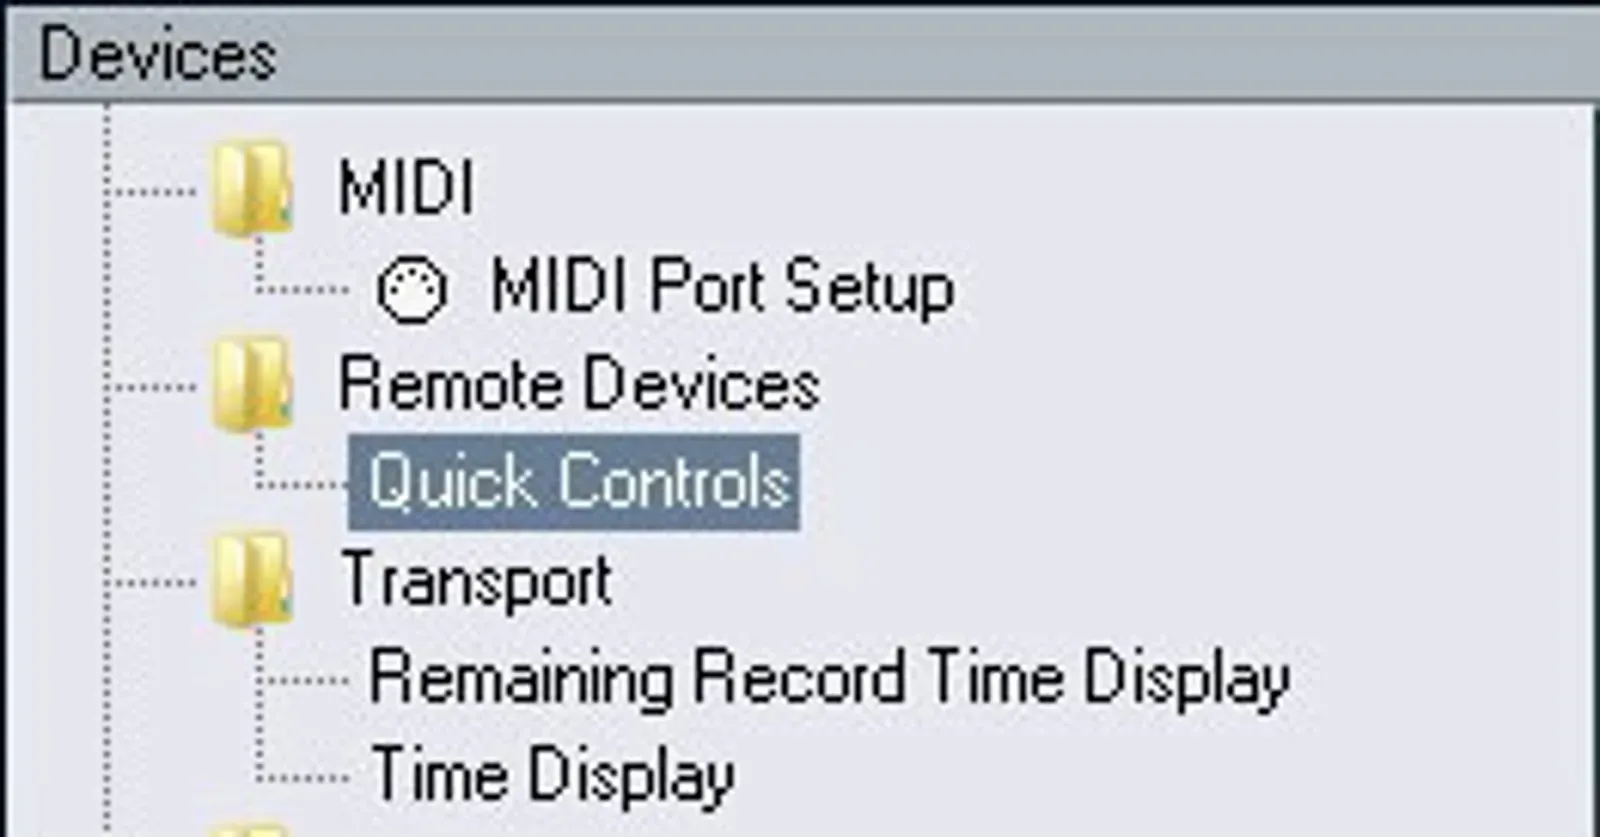 Devices
MIDI
MIDI Port Setup
Remote Devices
Quick Controls
Transport
Remaining Record Time Display
Time Display